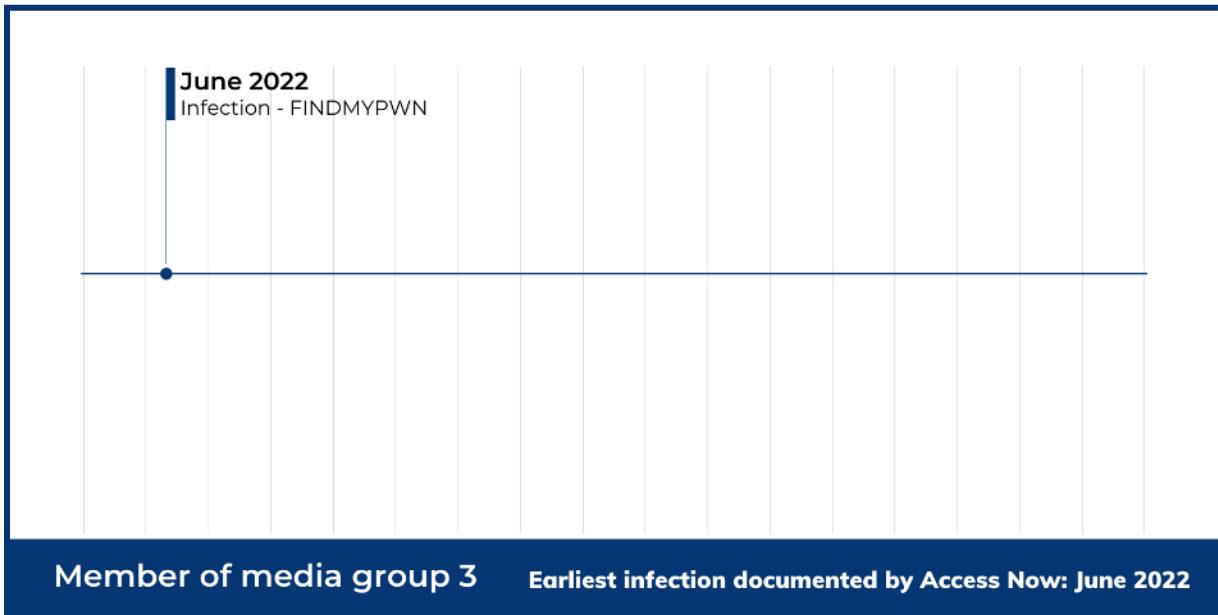 June 2022
Infection - FINDMYPWN
Member of media group 3
Earliest infection documented by Access Now: June 2022